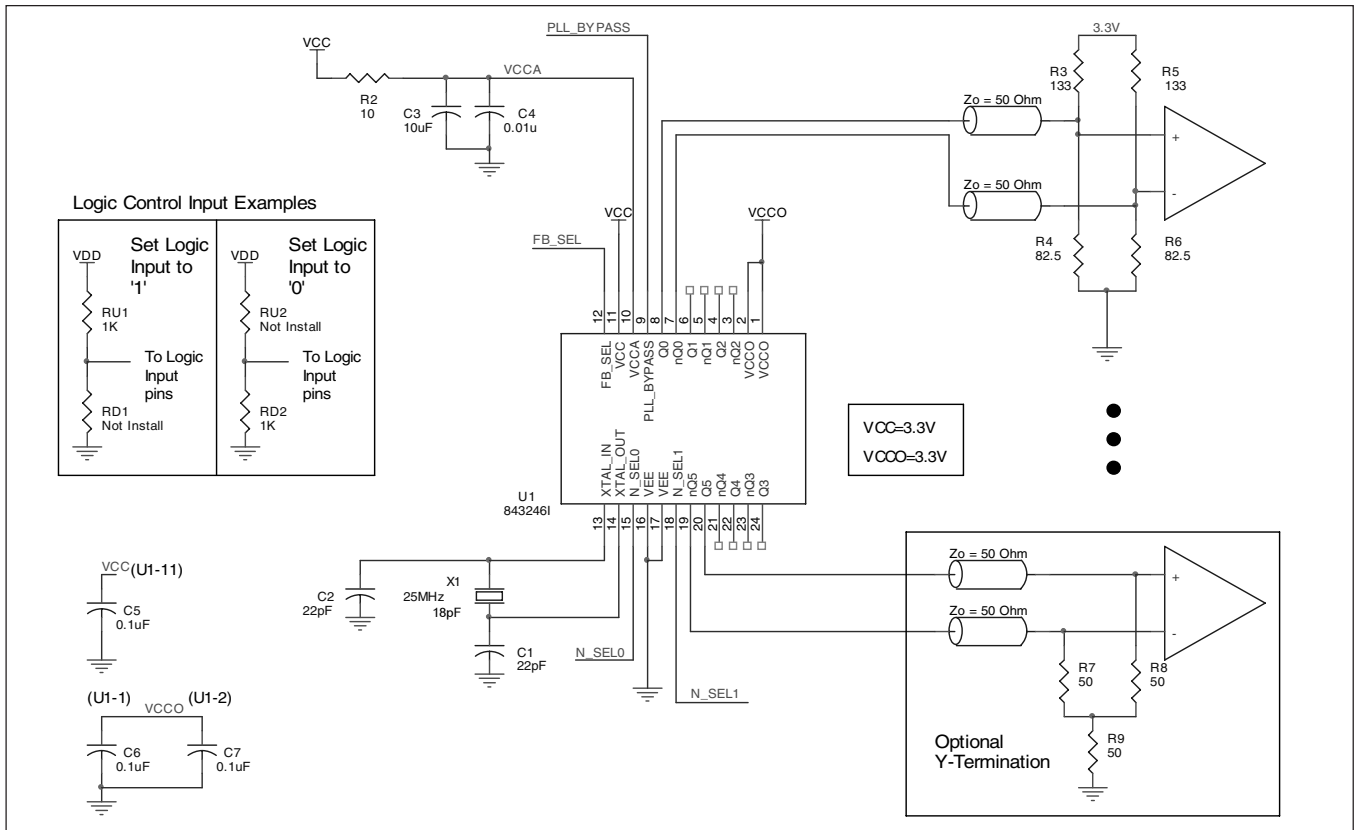 PLL_BYPASS
VCC
VCCA
R2
10
C3
10uF
C4
0.01u
3.3V
R3
133
R5
133
Zo = 50 Ohm
+
Zo = 50 Ohm
-
R4
82.5
R6
82.5
Logic Control Input Examples
VDD
Set Logic
Input to
'1'
RU1
1K
To Logic
Input
pins
RD1
Not Install
VDD
Set Logic
Input to
'0'
RU2
Not Install
To Logic
Input
pins
RD2
1K
FB_SEL
VCC
VCCO
12
11
10
9
8
7
6
5
4
3
2
1
FB_SEL
VCC
VCCA
PLL_BYPASS
Q0
nQ0
Q1
nQ1
Q2
nQ2
VCCO
VCCO
XTAL_IN
XTAL_OUT
N_SEL0
VEE
VEE
N_SEL1
nQ5
Q5
nQ4
Q4
nQ3
Q3
U1
843246I
13
14
15
16
17
18
19
20
21
22
23
24
VCC=3.3V
VCCO=3.3V
VCC
(U1-11)
C5
0.1uF
C2
22pF
X1
25MHz
18pF
C1
22pF
N_SEL0
N_SEL1
(U1-1)
(U1-2)
VCCO
C6
0.1uF
C7
0.1uF
Zo = 50 Ohm
+
Zo = 50 Ohm
-
R7
50
R8
50
R9
50
Optional
Y-Termination